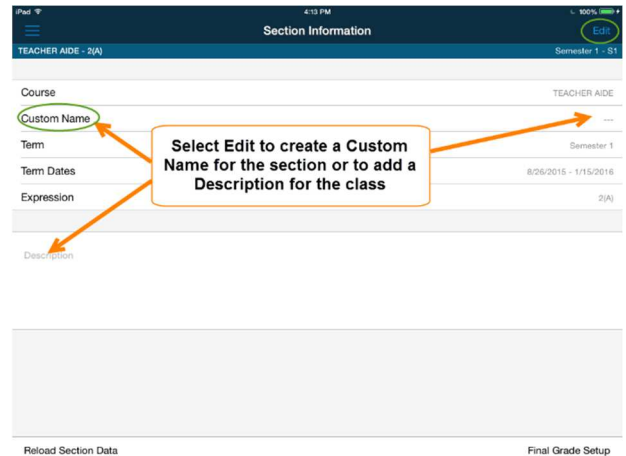 iPad 4:13 PM 100%
Section Information Edit
TEACHER AIDE - 2(A) Semester 1 - S1
Course TEACHER AIDE
Custom Name ---
Term Semester 1
Term Dates 8/26/2015 - 1/15/2016
Expression 2(A)
Select Edit to create a Custom
Name for the section or to add a
Description for the class
Description
Reload Section Data Final Grade Setup